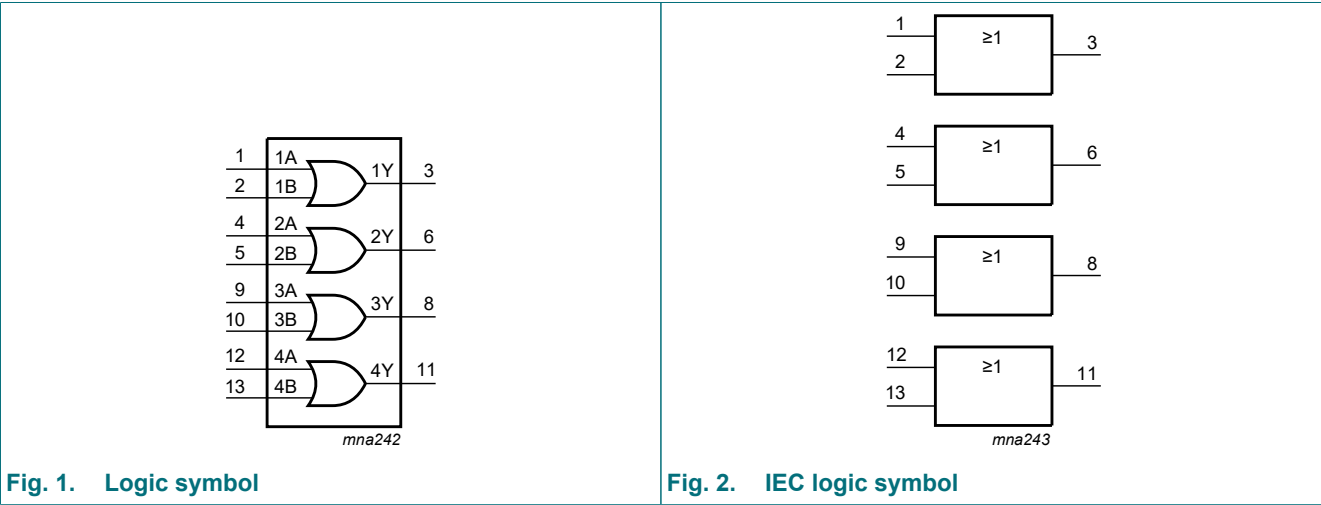 1 1A 1Y 3
2 1B
4 2A 2Y 6
5 2B
9 3A 3Y 8
10 3B
12 4A 4Y 11
13 4B
mna242
Fig. 1. Logic symbol
1 ≥1 3
2
4 ≥1 6
5
9 ≥1 8
10
12 ≥1 11
13
mna243
Fig. 2. IEC logic symbol